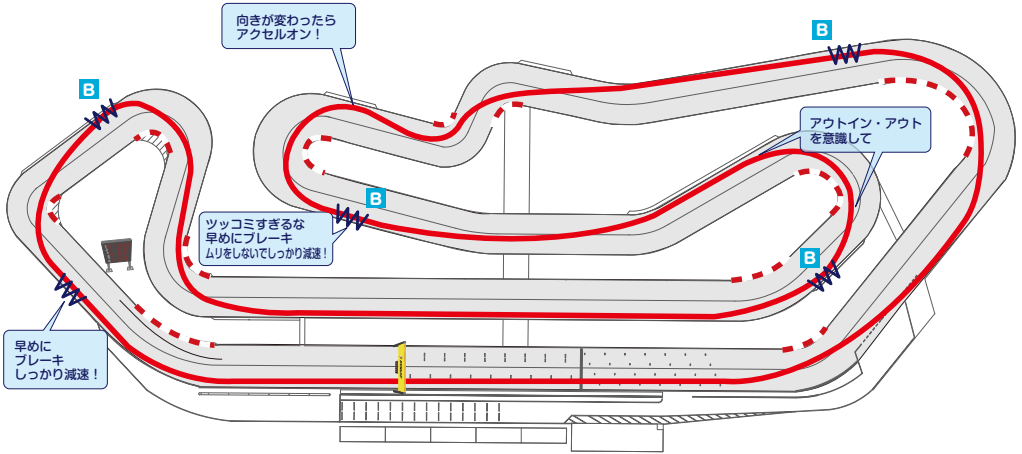 向きが変わったら
アクセルオン！
B
B
アウトイン・アウト
を意識して
B
ツッコミすぎるな
早めにブレーキ
ムリをしないでしっかり減速！
B
早めに
ブレーキ
しっかり減速！